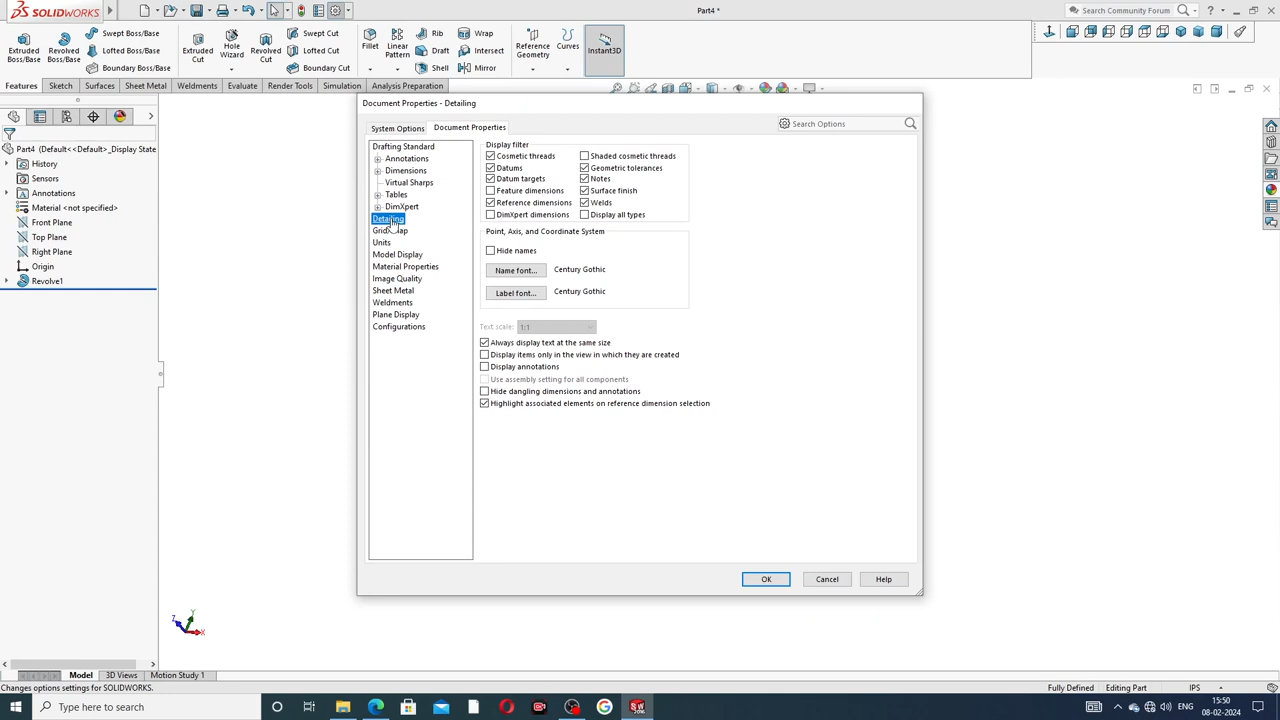 SOLIDWORKS
Part4 *
Search Community Forum
Extruded Boss/Base
Revolved Boss/Base
Swept Boss/Base
Lofted Boss/Base
Boundary Boss/Base
Extruded Cut
Hole Wizard
Revolved Cut
Swept Cut
Lofted Cut
Boundary Cut
Fillet
Linear Pattern
Rib
Draft
Shell
Wrap
Intersect
Mirror
Reference Geometry
Curves
Instant3D
Features
Sketch
Surfaces
Sheet Metal
Weldments
Evaluate
Render Tools
Simulation
Analysis Preparation
Part4 (Default<<Default>_Display State
History
Sensors
Annotations
Material <not specified>
Front Plane
Top Plane
Right Plane
Origin
Revolve1
Document Properties - Detailing
System Options
Document Properties
Search Options
Drafting Standard
Annotations
Dimensions
Virtual Sharps
Tables
DimXpert
Detailing
Units
Model Display
Material Properties
Image Quality
Sheet Metal
Weldments
Plane Display
Configurations
Display filter
Cosmetic threads
Shaded cosmetic threads
Datums
Geometric tolerances
Datum targets
Notes
Feature dimensions
Surface finish
Reference dimensions
Welds
DimXpert dimensions
Display all types
Point, Axis, and Coordinate System
Hide names
Name font...
Century Gothic
Label font...
Century Gothic
Text scale:
1:1
Always display text at the same size
Display items only in the view in which they are created
Display annotations
Use assembly setting for all components
Hide dangling dimensions and annotations
Highlight associated elements on reference dimension selection
OK
Cancel
Help
Y
Z
X
Model
3D Views
Motion Study 1
Changes options settings for SOLIDWORKS.
Fully Defined
Editing Part
IPS
Type here to search
ENG
15:50
08-02-2024